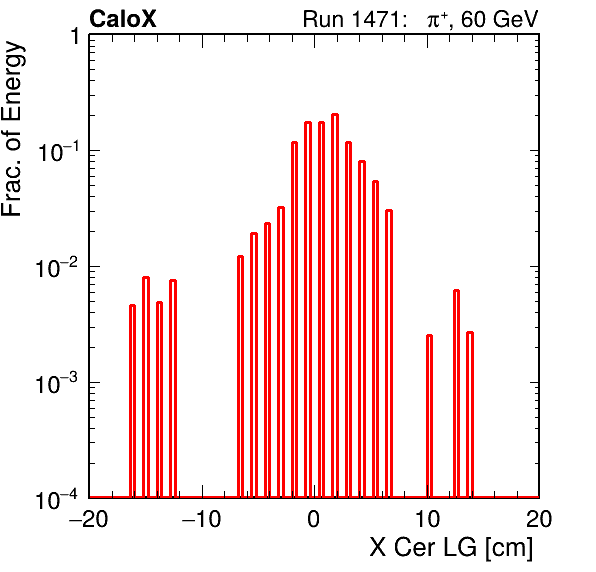 CaloX Run 1471: π⁺, 60 GeV
Frac. of Energy
1
10⁻¹
10⁻²
10⁻³
10⁻⁴
−20 −10 0 10 20
X Cer LG [cm]